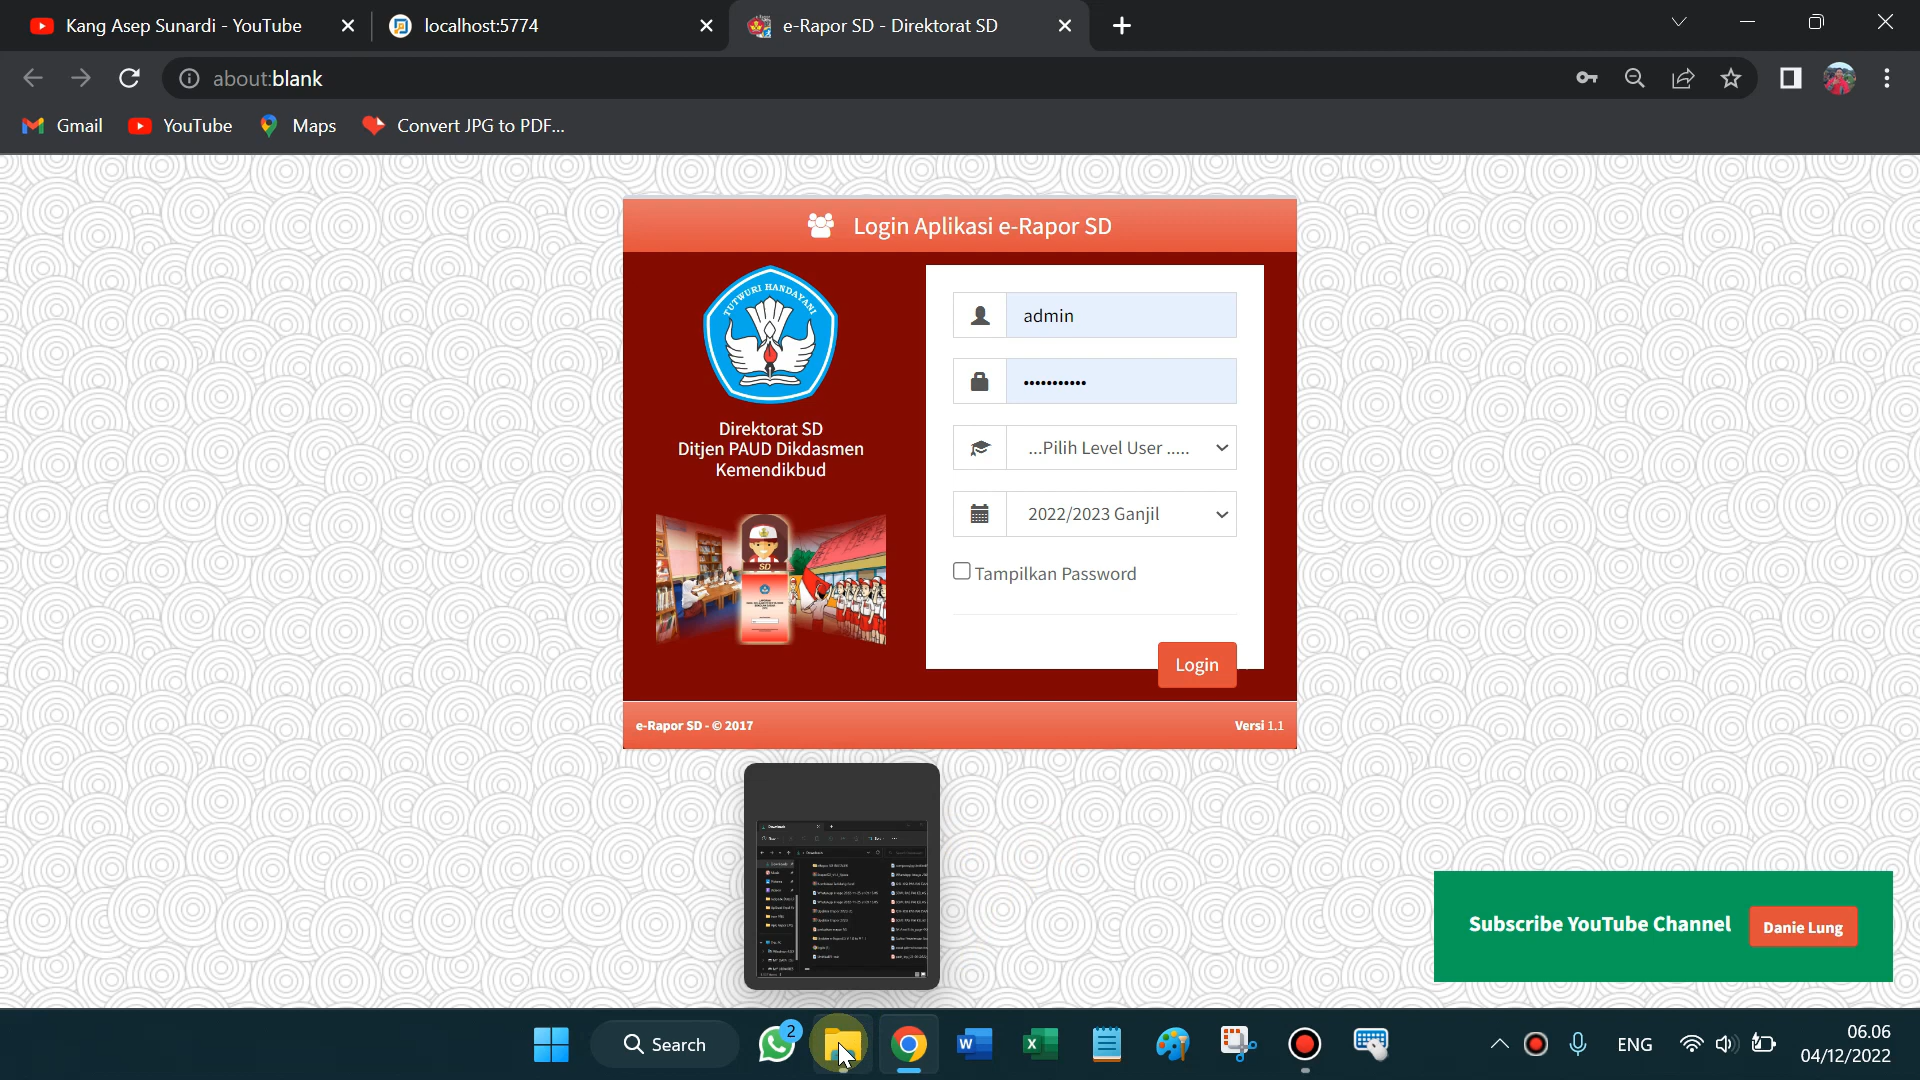 Kang Asep Sunardi - YouTube
localhost:5774
e-Rapor SD - Direktorat SD
about:blank
Gmail
YouTube
Maps
Convert JPG to PDF...
Login Aplikasi e-Rapor SD
TUTWURI HANDAYANI
admin
Direktorat SD
Ditjen PAUD Dikdasmen
Kemendikbud
...Pilih Level User .....
2022/2023 Ganjil
SD
Tampilkan Password
Login
e-Rapor SD - © 2017
Versi 1.1
Downloads
Subscribe YouTube Channel
Danie Lung
Search
2
ENG
06.06
04/12/2022